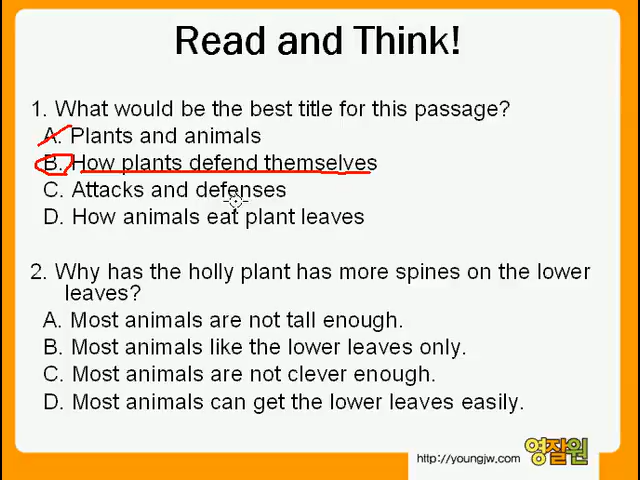 Read and Think!
1. What would be the best title for this passage?
A. Plants and animals
B. How plants defend themselves
C. Attacks and defenses
D. How animals eat plant leaves
2. Why has the holly plant has more spines on the lower
leaves?
A. Most animals are not tall enough.
B. Most animals like the lower leaves only.
C. Most animals are not clever enough.
D. Most animals can get the lower leaves easily.
http://youngjw.com 영잘원